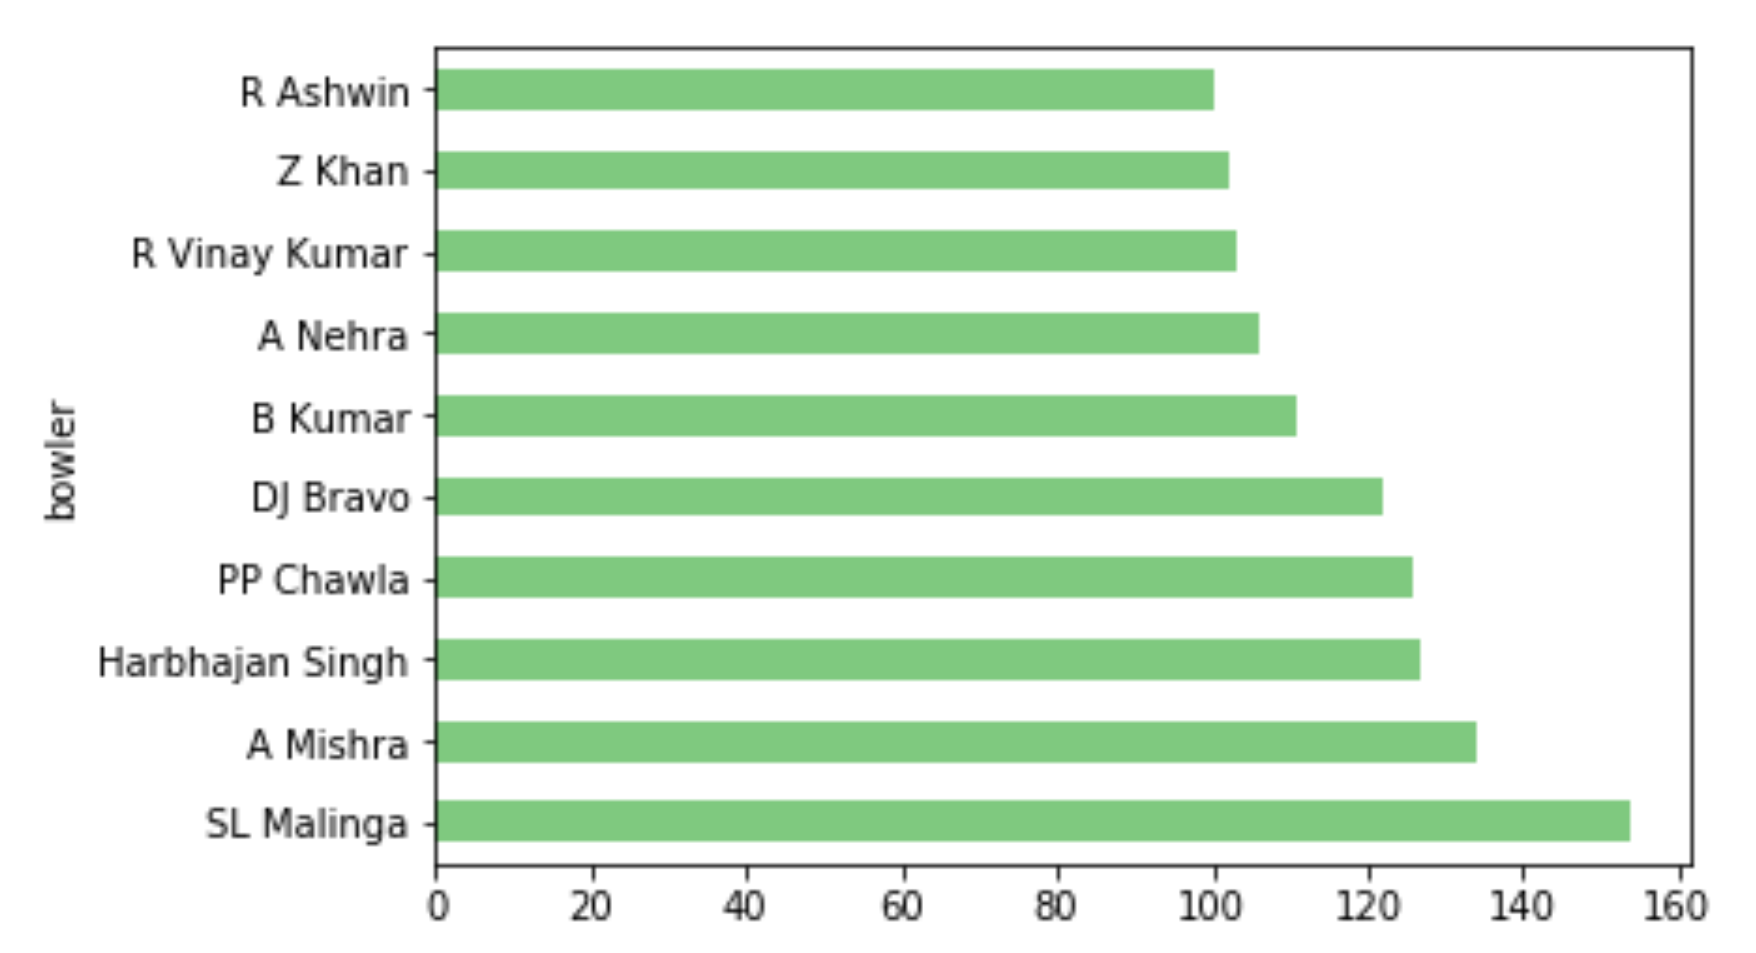 R Ashwin
Z Khan
R Vinay Kumar
A Nehra
B Kumar
DJ Bravo
PP Chawla
Harbhajan Singh
A Mishra
SL Malinga
bowler
0 20 40 60 80 100 120 140 160